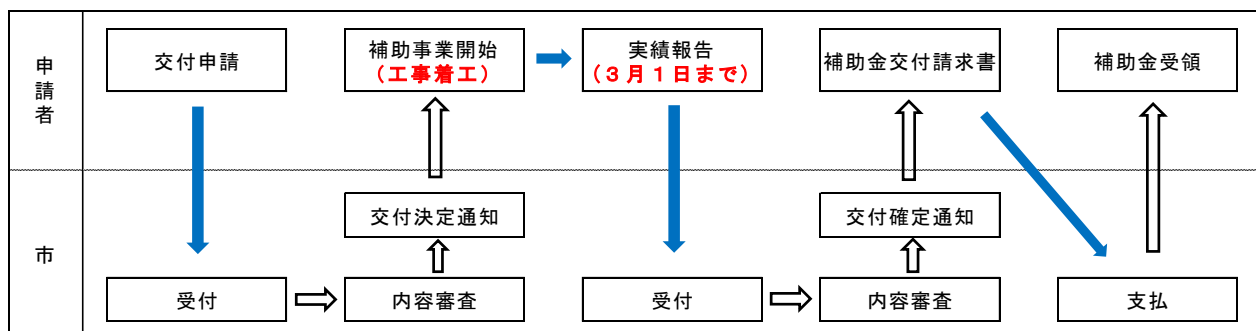 申請者
交付申請
補助事業開始
（工事着工）
実績報告
（３月１日まで）
補助金交付請求書
補助金受領
市
交付決定通知
交付確定通知
受付
内容審査
受付
内容審査
支払